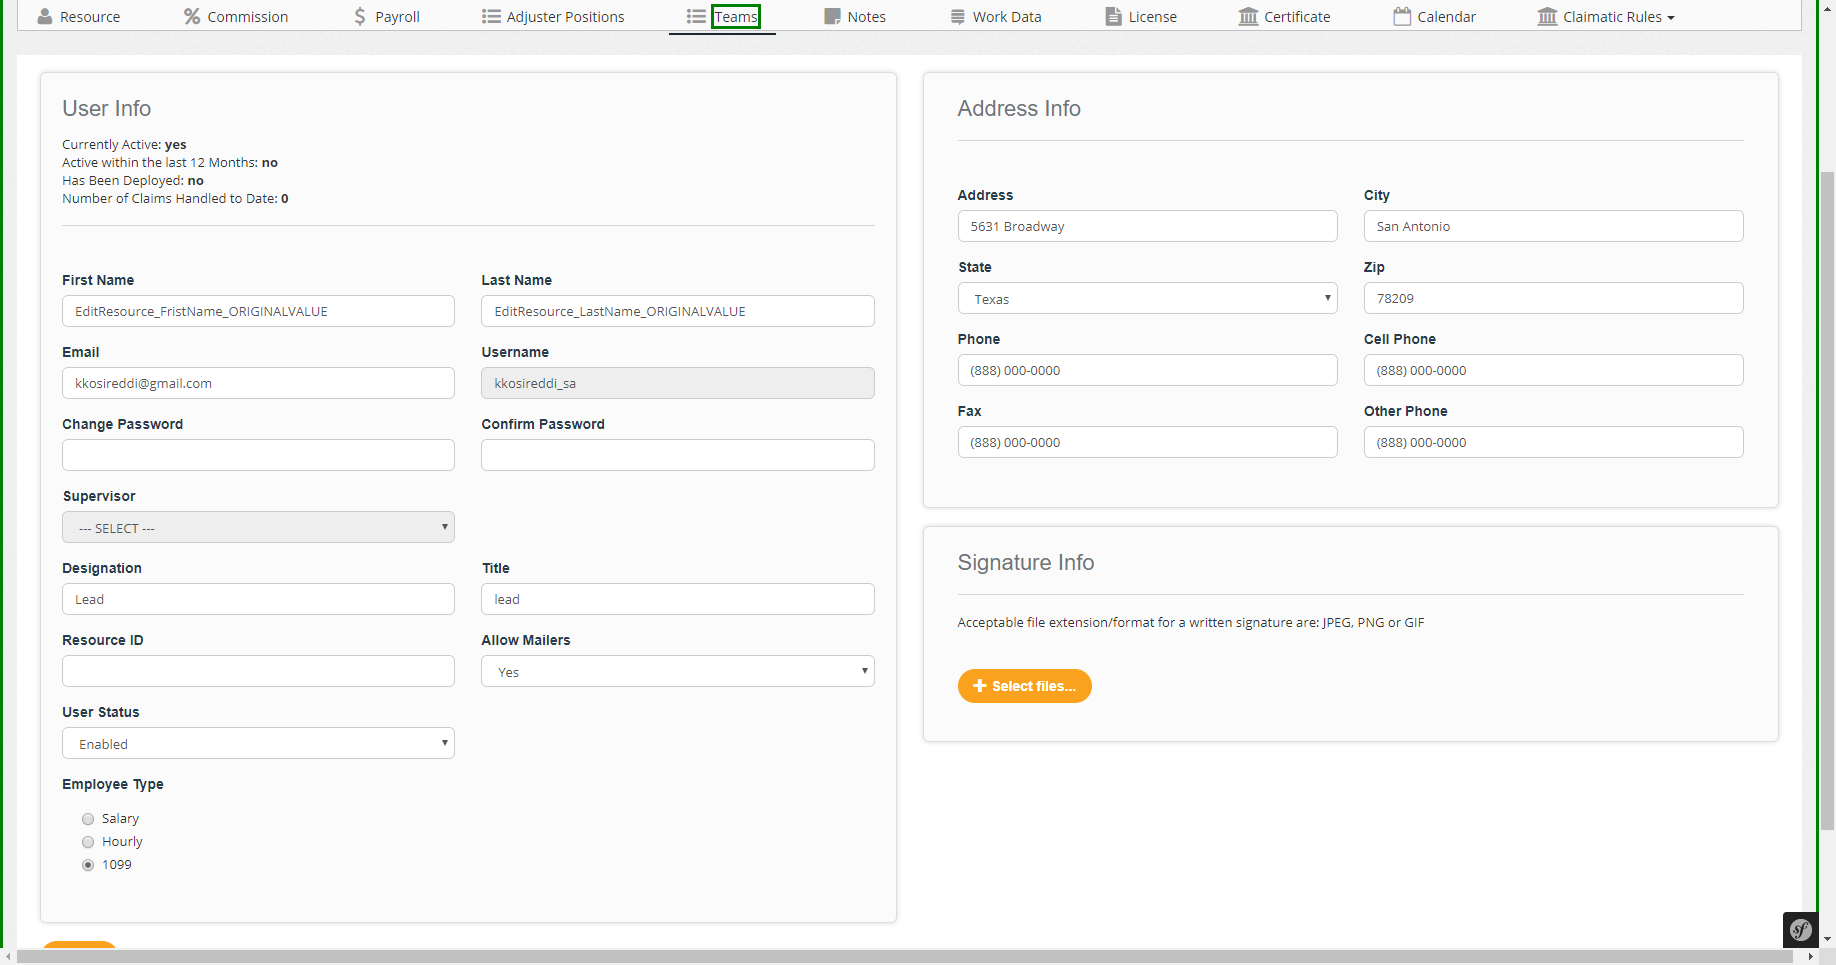 Resource
Commission
Payroll
Adjuster Positions
Teams
Notes
Work Data
License
Certificate
Calendar
Claimatic Rules
User Info
Currently Active: yes
Active within the last 12 Months: no
Has Been Deployed: no
Number of Claims Handled to Date: 0
First Name
Last Name
EditResource_FristName_ORIGINALVALUE
EditResource_LastName_ORIGINALVALUE
Email
Username
kkosireddi@gmail.com
kkosireddi_sa
Change Password
Confirm Password
Supervisor
--- SELECT ---
Designation
Title
Lead
lead
Resource ID
Allow Mailers
Yes
User Status
Enabled
Employee Type
Salary
Hourly
1099
Address Info
Address
City
5631 Broadway
San Antonio
State
Zip
Texas
78209
Phone
Cell Phone
(888) 000-0000
(888) 000-0000
Fax
Other Phone
(888) 000-0000
(888) 000-0000
Signature Info
Acceptable file extension/format for a written signature are: JPEG, PNG or GIF
Select files...
sf